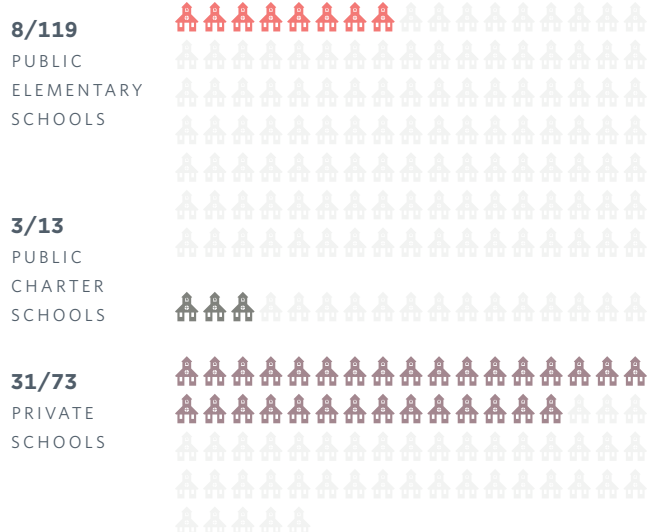 8/119
PUBLIC
ELEMENTARY
SCHOOLS
3/13
PUBLIC
CHARTER
SCHOOLS
31/73
PRIVATE
SCHOOLS